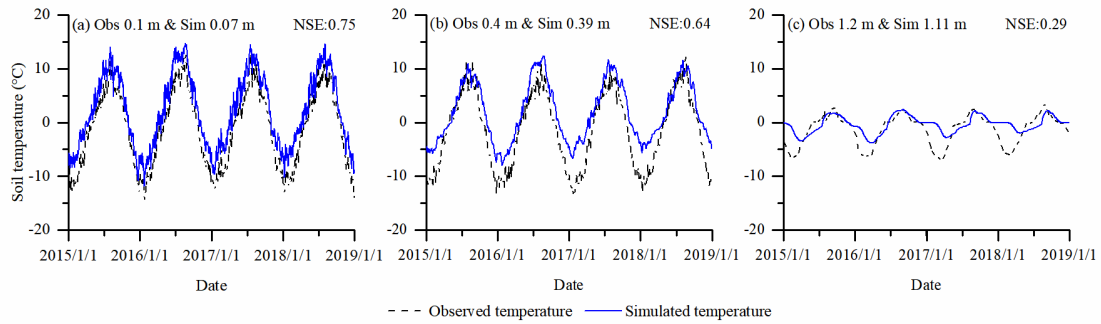 (a) Obs 0.1 m & Sim 0.07 m NSE:0.75
20
10
0
-10
-20
Soil temperature (°C)
2015/1/1 2016/1/1 2017/1/1 2018/1/1 2019/1/1
Date
(b) Obs 0.4 m & Sim 0.39 m NSE:0.64
20
10
0
-10
-20
2015/1/1 2016/1/1 2017/1/1 2018/1/1 2019/1/1
Date
(c) Obs 1.2 m & Sim 1.11 m NSE:0.29
20
10
0
-10
-20
2015/1/1 2016/1/1 2017/1/1 2018/1/1 2019/1/1
Date
Observed temperature Simulated temperature